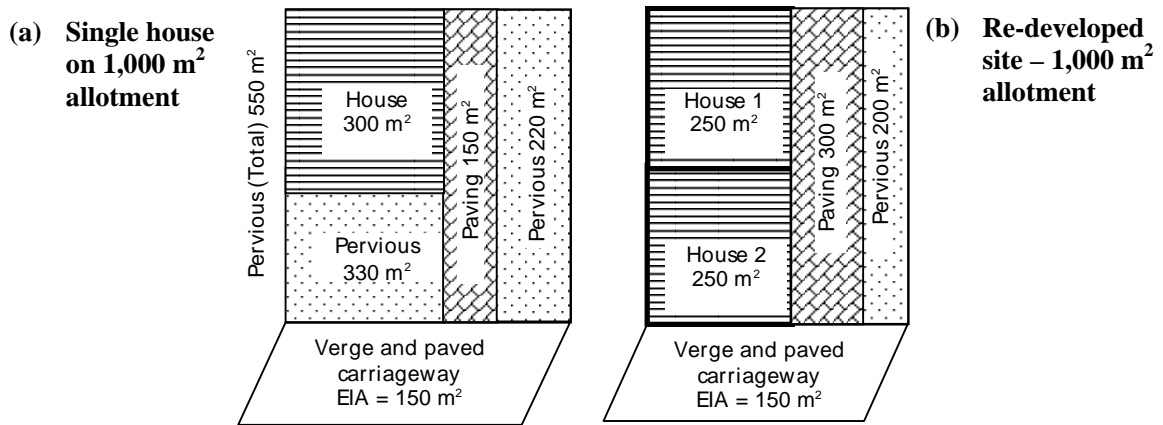 (a) Single house
on 1,000 m²
allotment
Pervious (Total) 550 m²
House
300 m²
Pervious
330 m²
Paving 150 m²
Pervious 220 m²
Verge and paved
carriageway
EIA = 150 m²
(b) Re-developed
site – 1,000 m²
allotment
House 1
250 m²
House 2
250 m²
Paving 300 m²
Pervious 200 m²
Verge and paved
carriageway
EIA = 150 m²